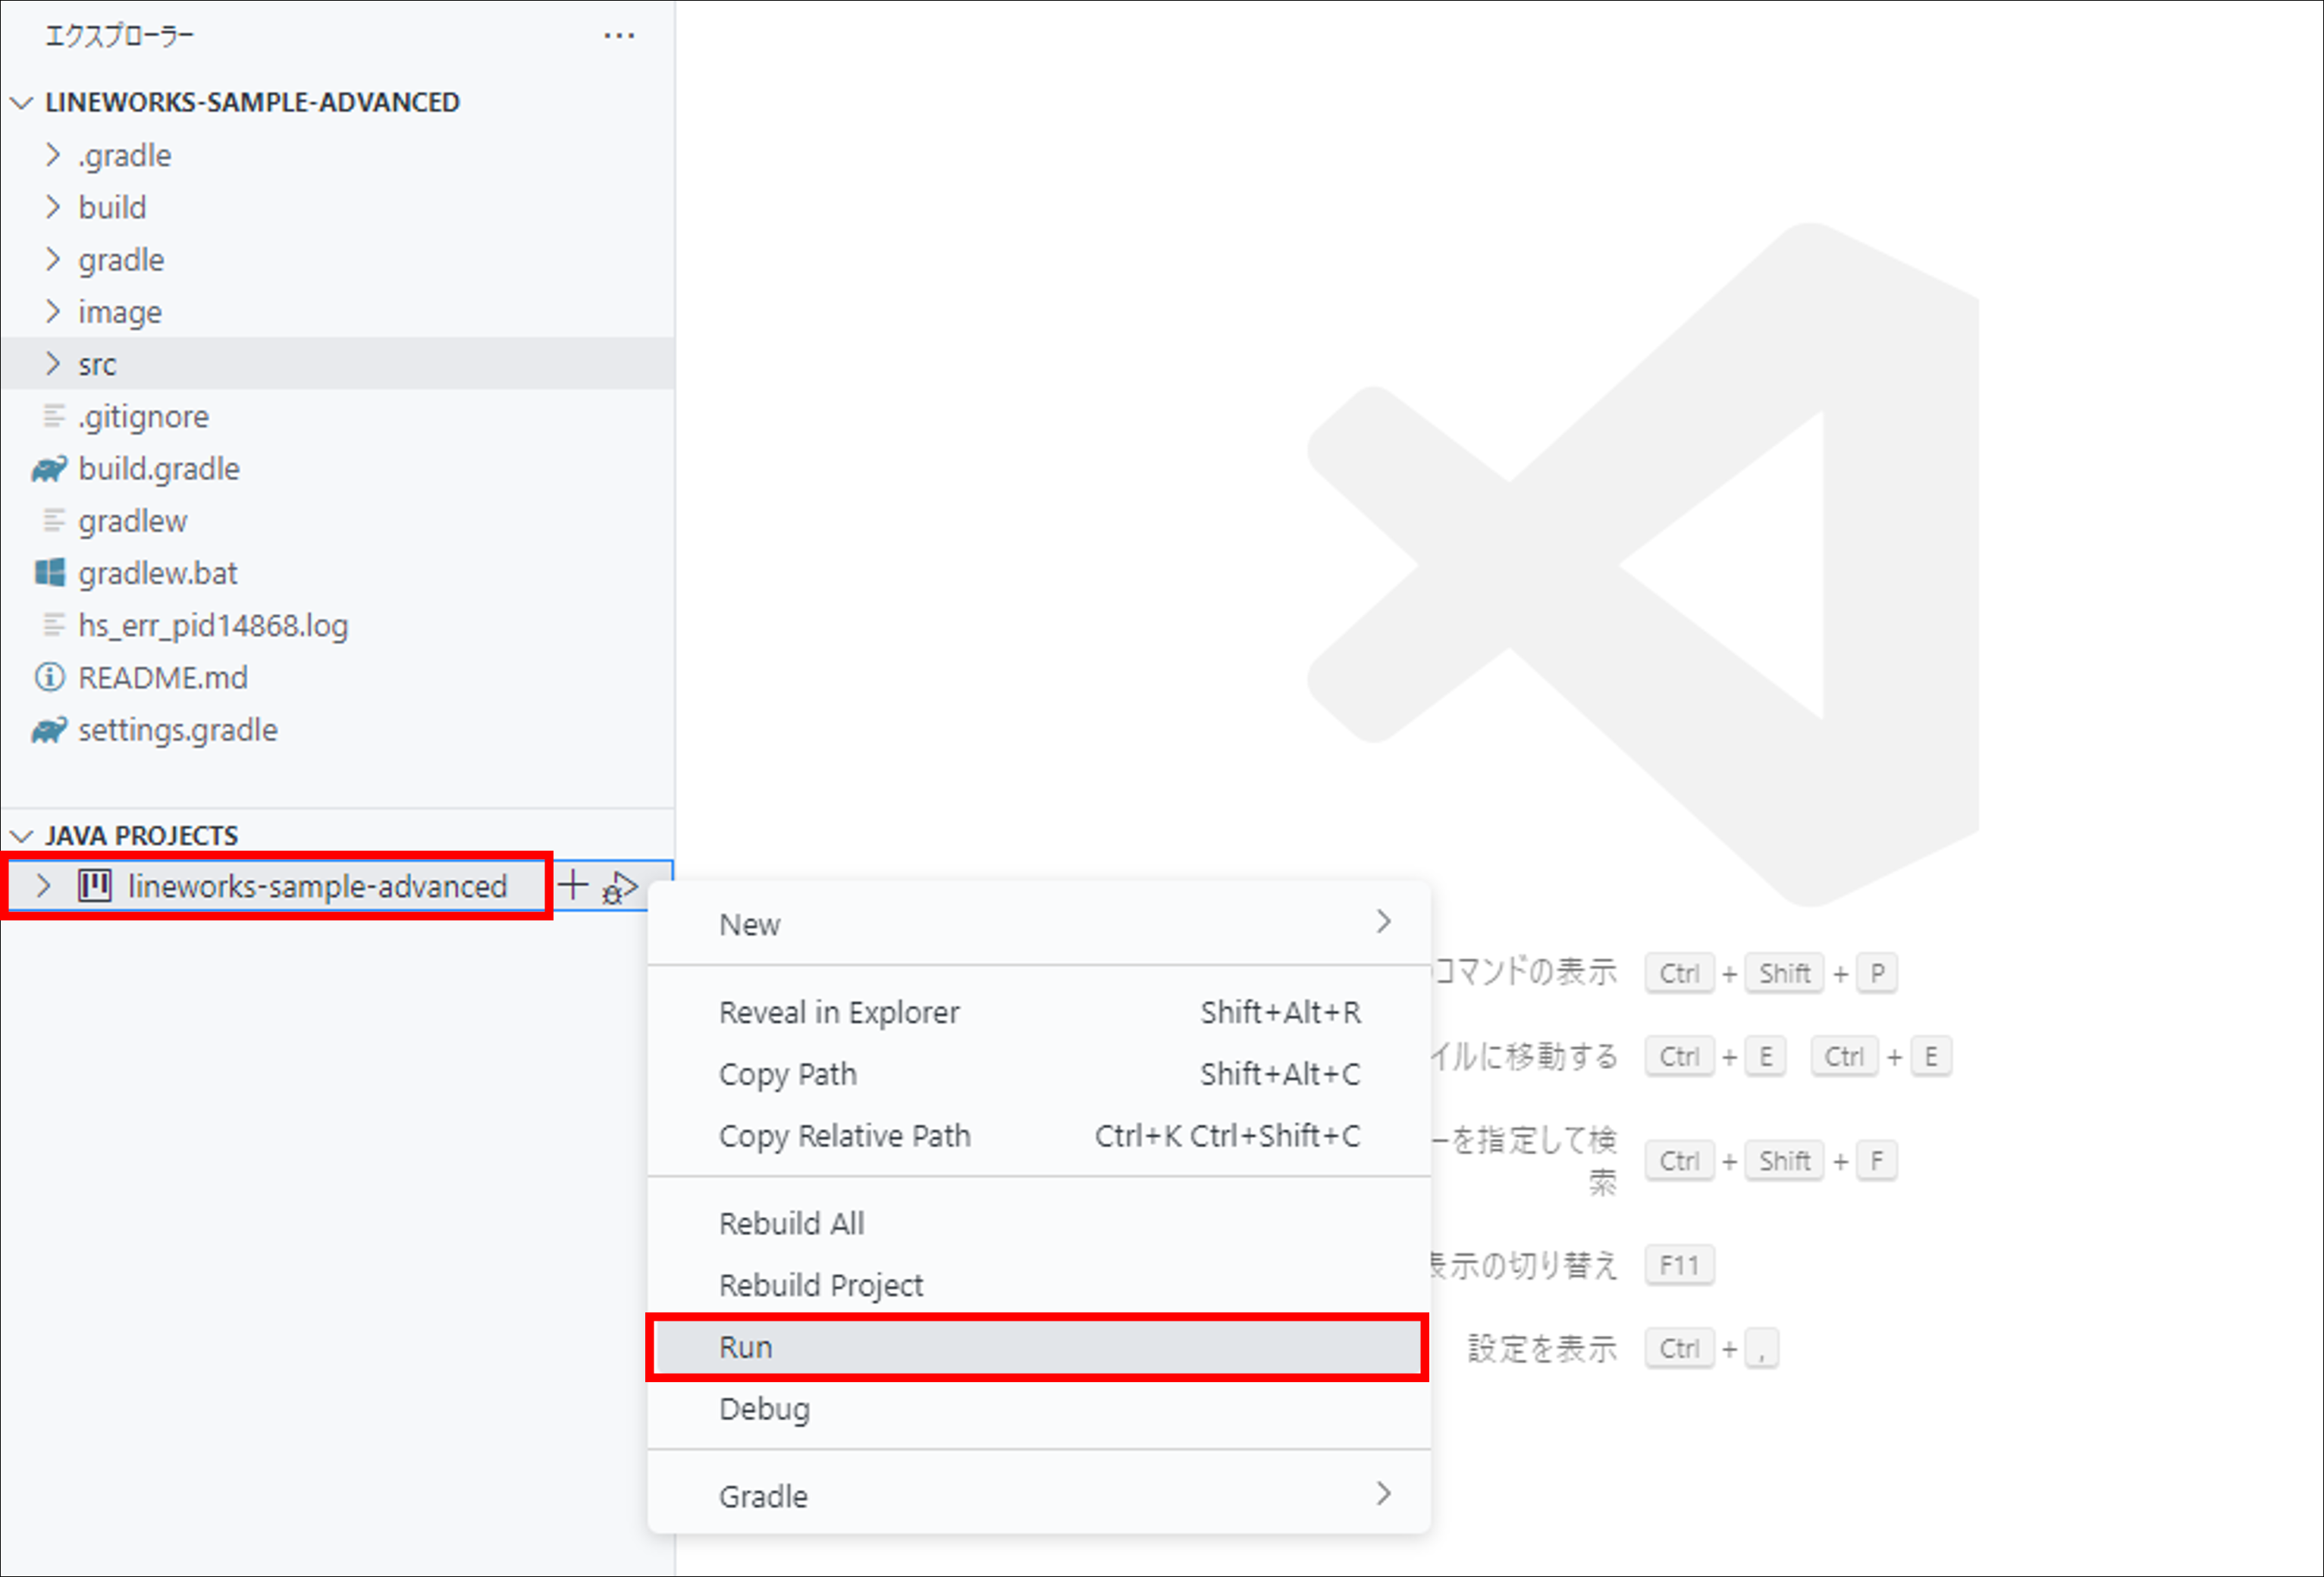 エクスプローラー
LINEWORKS-SAMPLE-ADVANCED
.gradle
build
gradle
image
src
.gitignore
build.gradle
gradlew
gradlew.bat
hs_err_pid14868.log
README.md
settings.gradle
JAVA PROJECTS
lineworks-sample-advanced
New
Reveal in Explorer Shift+Alt+R
Copy Path Shift+Alt+C
Copy Relative Path Ctrl+K Ctrl+Shift+C
Rebuild All
Rebuild Project
Run
Debug
Gradle
コマンドの表示 Ctrl + Shift + P
イルに移動する Ctrl + E Ctrl + E
ーを指定して検
索 Ctrl + Shift + F
表示の切り替え F11
設定を表示 Ctrl + ,